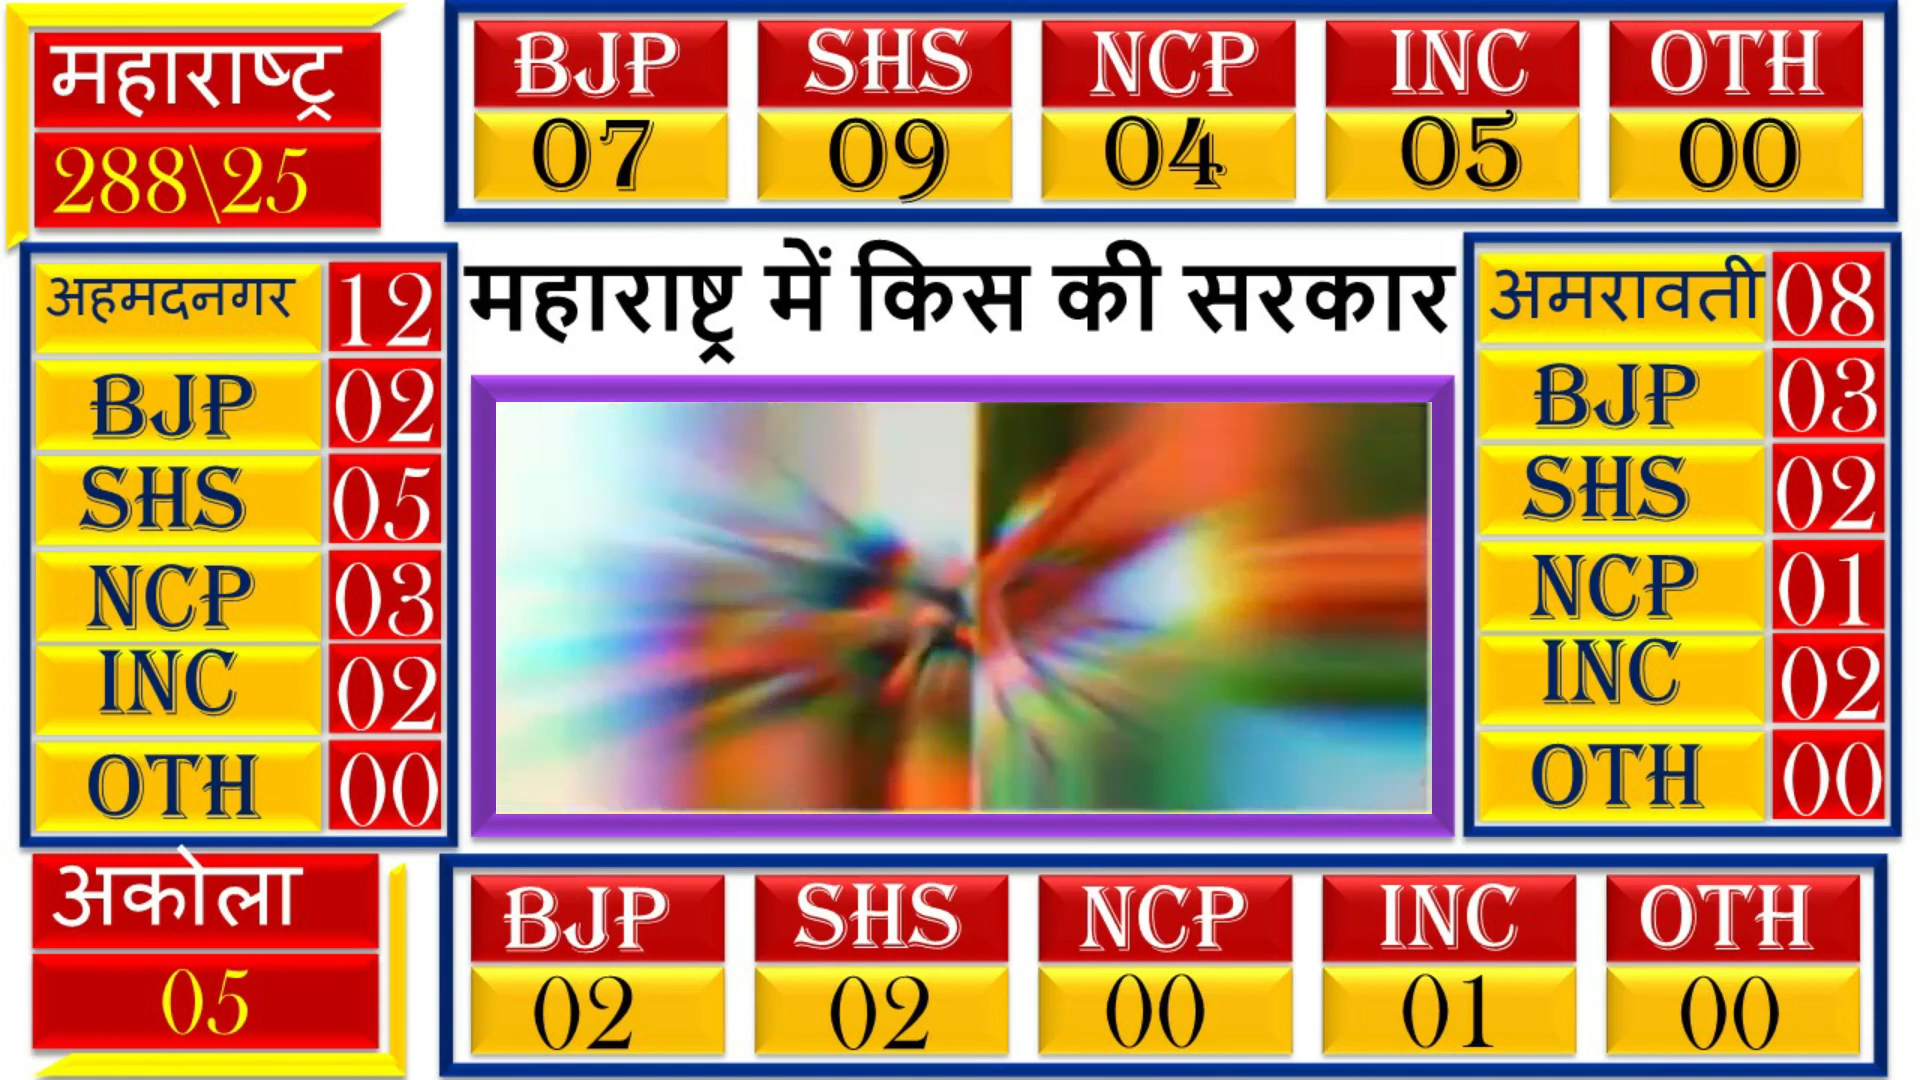 महाराष्ट्र
288\25
BJP SHS NCP INC OTH
07 09 04 05 00
महाराष्ट्र में किस की सरकार
अहमदनगर 12
BJP 02
SHS 05
NCP 03
INC 02
OTH 00
अमरावती 08
BJP 03
SHS 02
NCP 01
INC 02
OTH 00
अकोला
05
BJP SHS NCP INC OTH
02 02 00 01 00